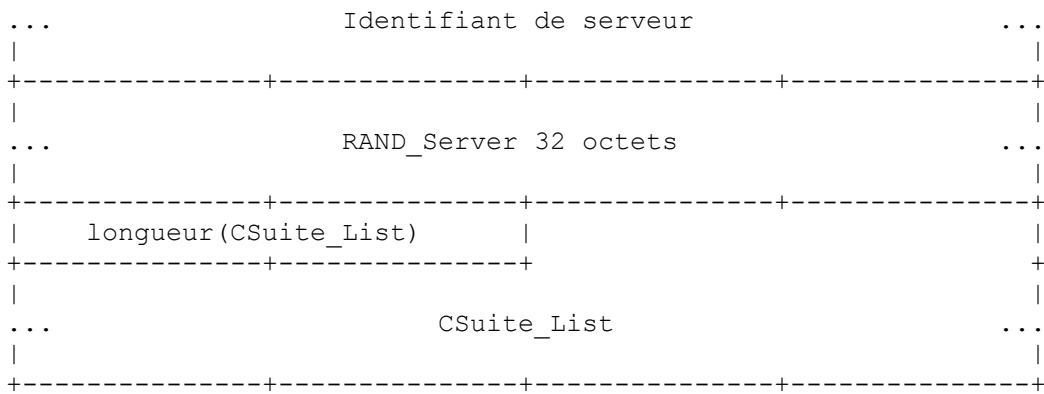 ... Identifiant de serveur ...
| |
+---------------+---------------+---------------+---------------+
| |
... RAND_Server 32 octets ...
| |
+---------------+---------------+---------------+---------------+
| longueur(CSuite_List) | |
+---------------+---------------+ +
| |
... CSuite_List ...
| |
+---------------+---------------+---------------+---------------+